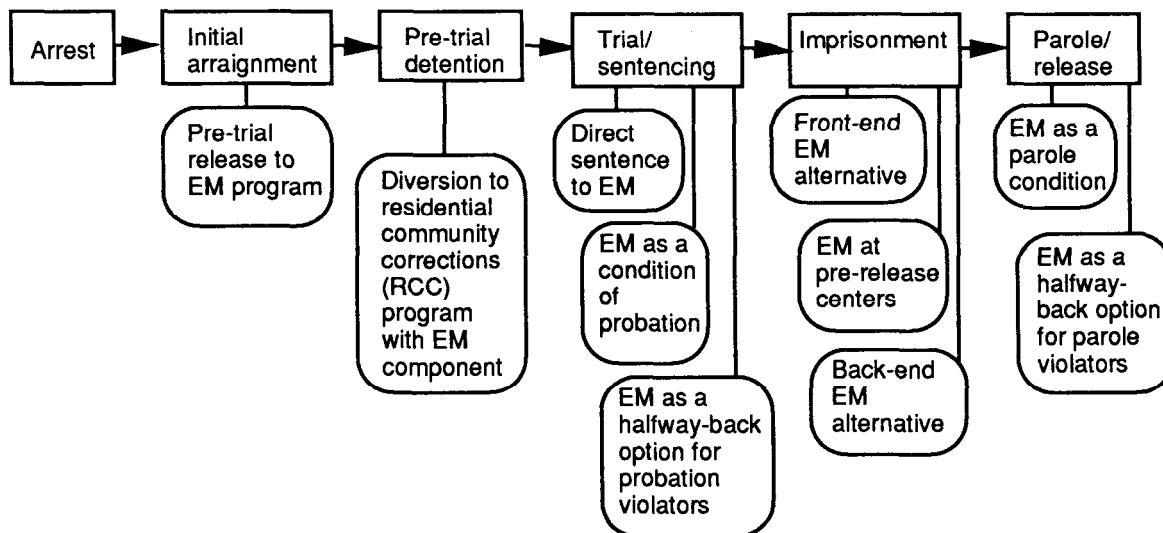 Arrest
Initial
arraignment
Pre-trial
detention
Trial/
sentencing
Imprisonment
Parole/
release
Pre-trial
release to
EM program
Diversion to
residential
community
corrections
(RCC)
program
with EM
component
Direct
sentence
to EM
EM as a
condition
of
probation
EM as a
halfway-back
option for
probation
violators
Front-end
EM
alternative
EM at
pre-release
centers
Back-end
EM
alternative
EM as a
parole
condition
EM as a
halfway-
back option
for parole
violators